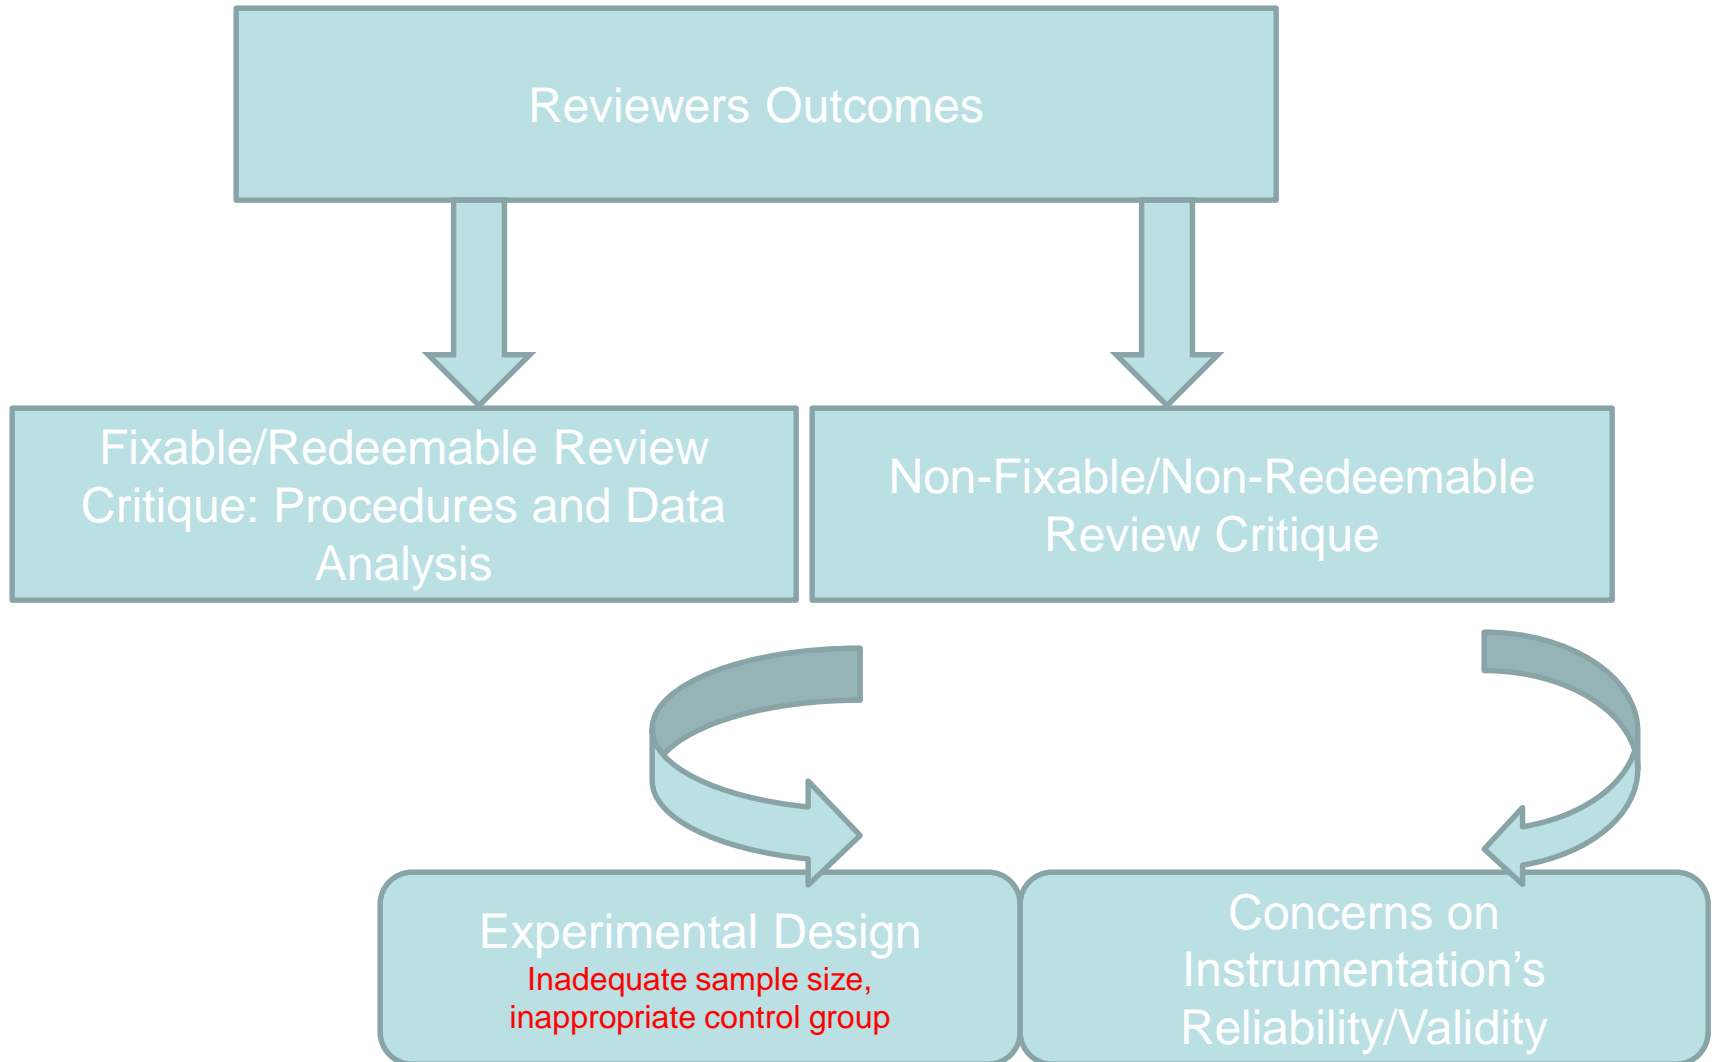 Reviewers Outcomes
Fixable/Redeemable Review
Critique: Procedures and Data
Analysis
Non-Fixable/Non-Redeemable
Review Critique
Experimental Design
Inadequate sample size,
inappropriate control group
Concerns on
Instrumentation’s
Reliability/Validity